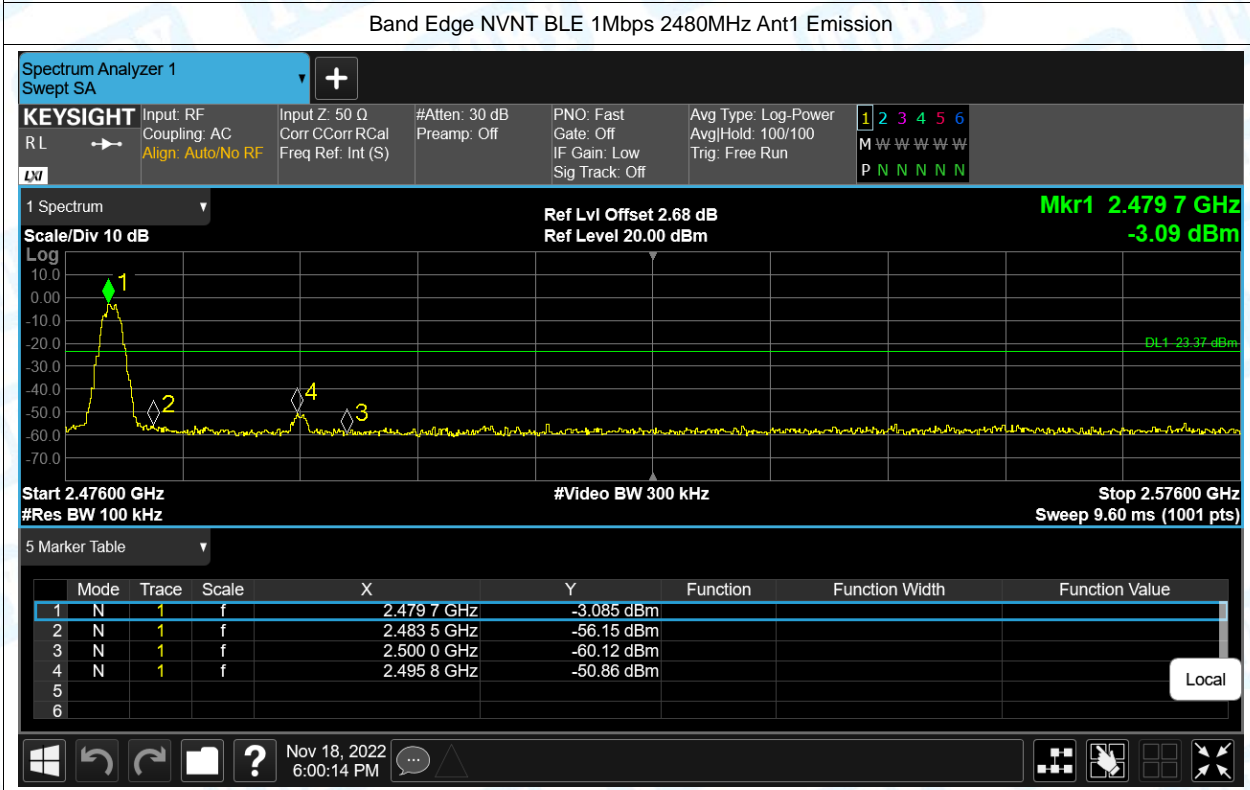 Band Edge NVNT BLE 1Mbps 2480MHz Ant1 Emission
Spectrum Analyzer 1
Swept SA
KEYSIGHT
RL
LXI
Input: RF
Coupling: AC
Align: Auto/No RF
Input Z: 50 Ω
Corr CCorr RCal
Freq Ref: Int (S)
#Atten: 30 dB
Preamp: Off
PNO: Fast
Gate: Off
IF Gain: Low
Sig Track: Off
Avg Type: Log-Power
Avg|Hold: 100/100
Trig: Free Run
1 2 3 4 5 6
M W W W W W
P N N N N N
1 Spectrum
Scale/Div 10 dB
Ref Lvl Offset 2.68 dB
Ref Level 20.00 dBm
Mkr1 2.479 7 GHz
-3.09 dBm
Log
10.0
0.00
-10.0
-20.0
-30.0
-40.0
-50.0
-60.0
-70.0
1
2
4
3
DL1 -23.37 dBm
Start 2.47600 GHz
#Res BW 100 kHz
#Video BW 300 kHz
Stop 2.57600 GHz
Sweep 9.60 ms (1001 pts)
5 Marker Table
Mode Trace Scale X Y Function Function Width Function Value
1 N 1 f 2.479 7 GHz -3.085 dBm
2 N 1 f 2.483 5 GHz -56.15 dBm
3 N 1 f 2.500 0 GHz -60.12 dBm
4 N 1 f 2.495 8 GHz -50.86 dBm
5
6
Local
?
Nov 18, 2022
6:00:14 PM